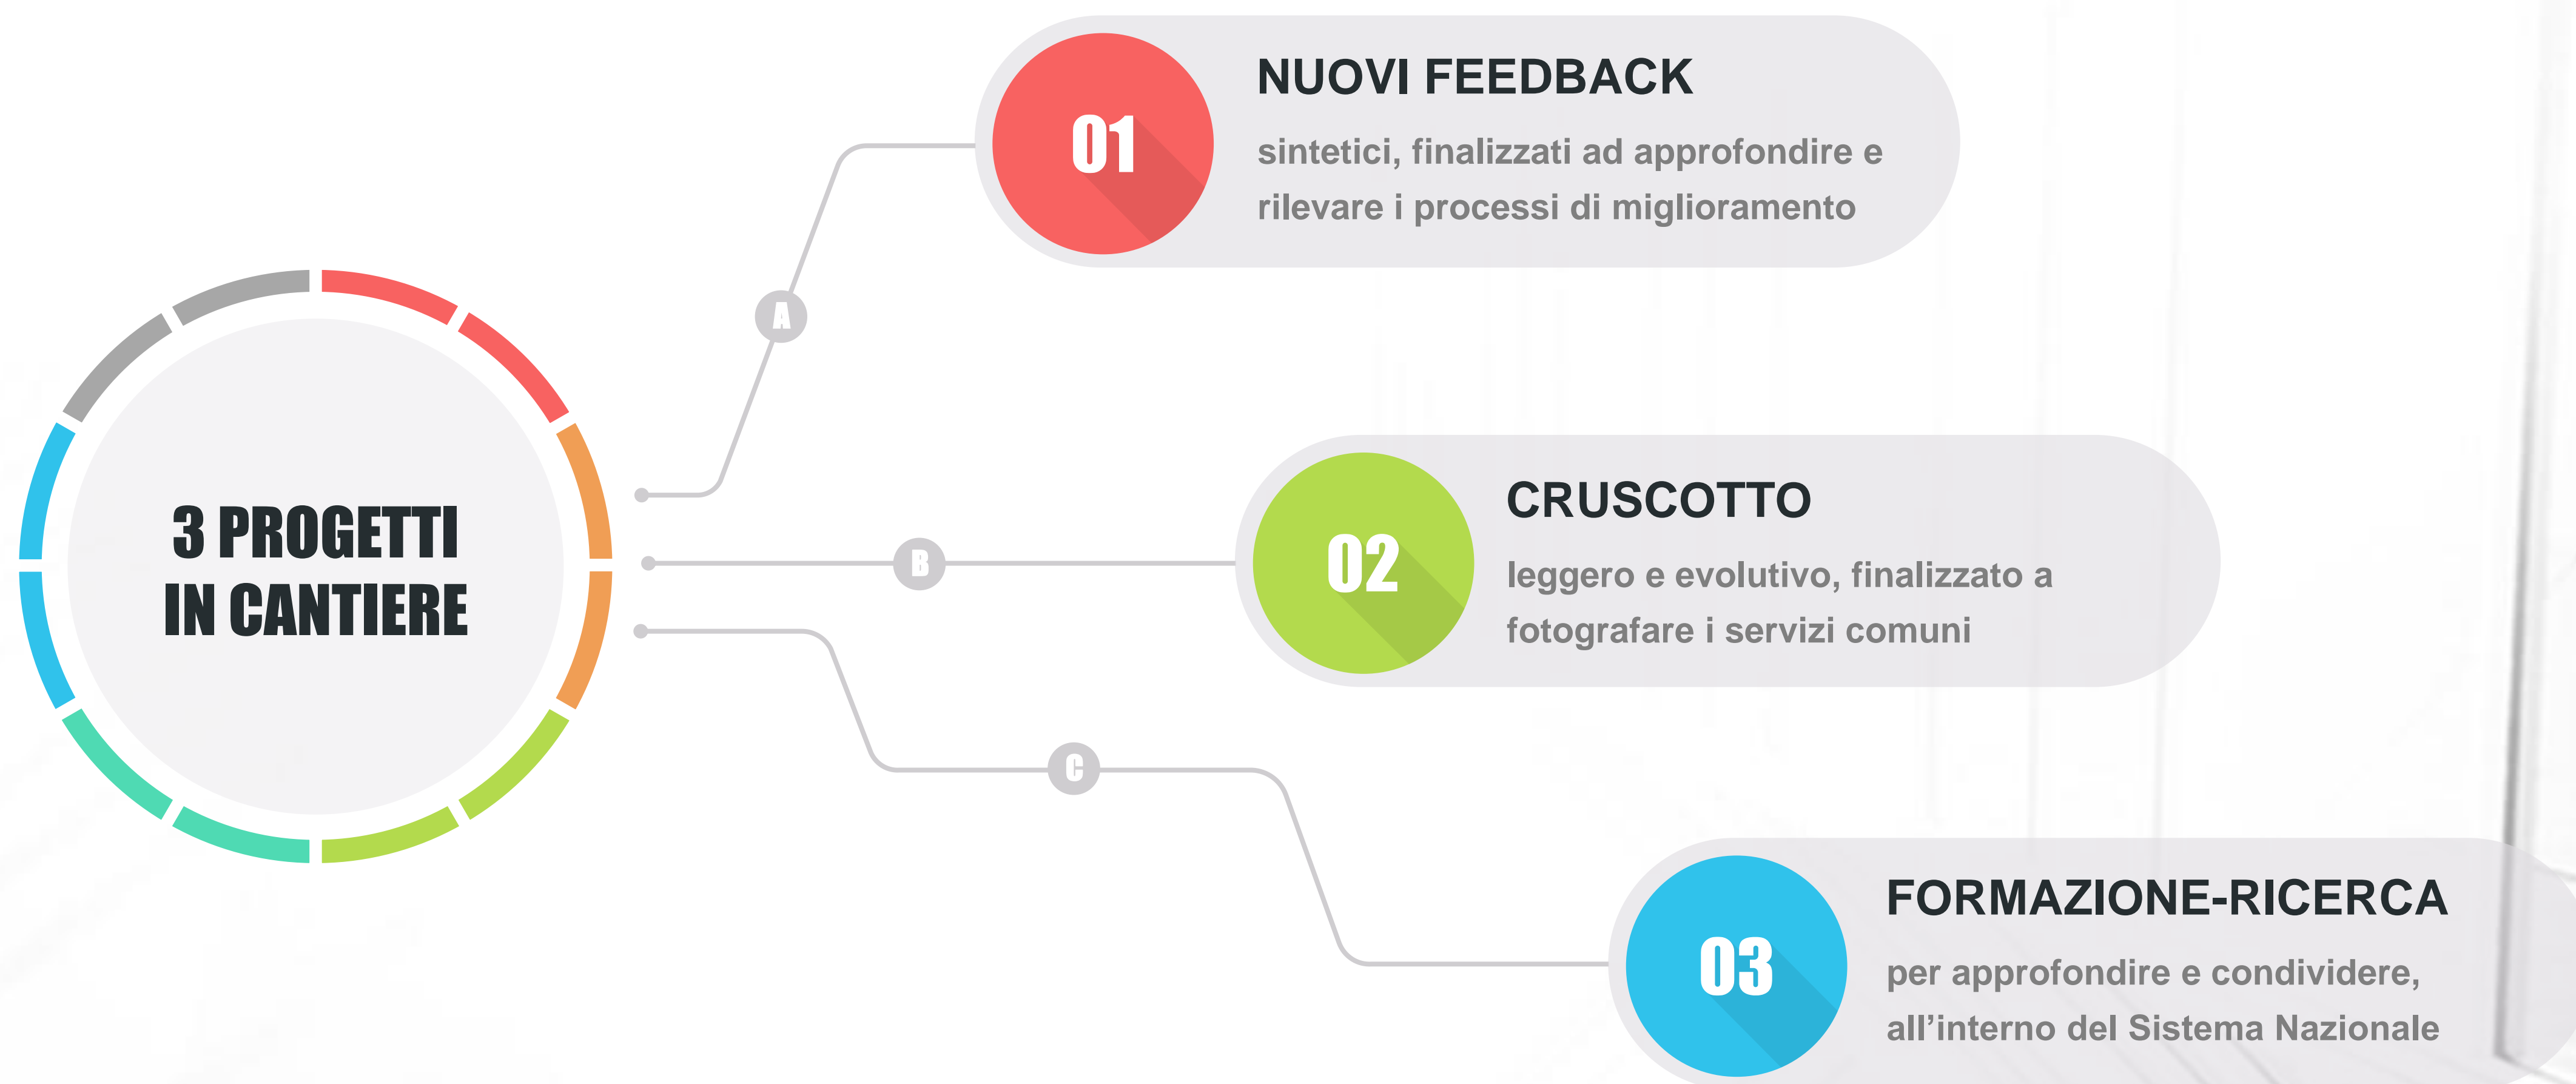 3 PROGETTI
IN CANTIERE
A
01
NUOVI FEEDBACK
sintetici, finalizzati ad approfondire e
rilevare i processi di miglioramento
B
02
CRUSCOTTO
leggero e evolutivo, finalizzato a
fotografare i servizi comuni
C
03
FORMAZIONE-RICERCA
per approfondire e condividere,
all’interno del Sistema Nazionale